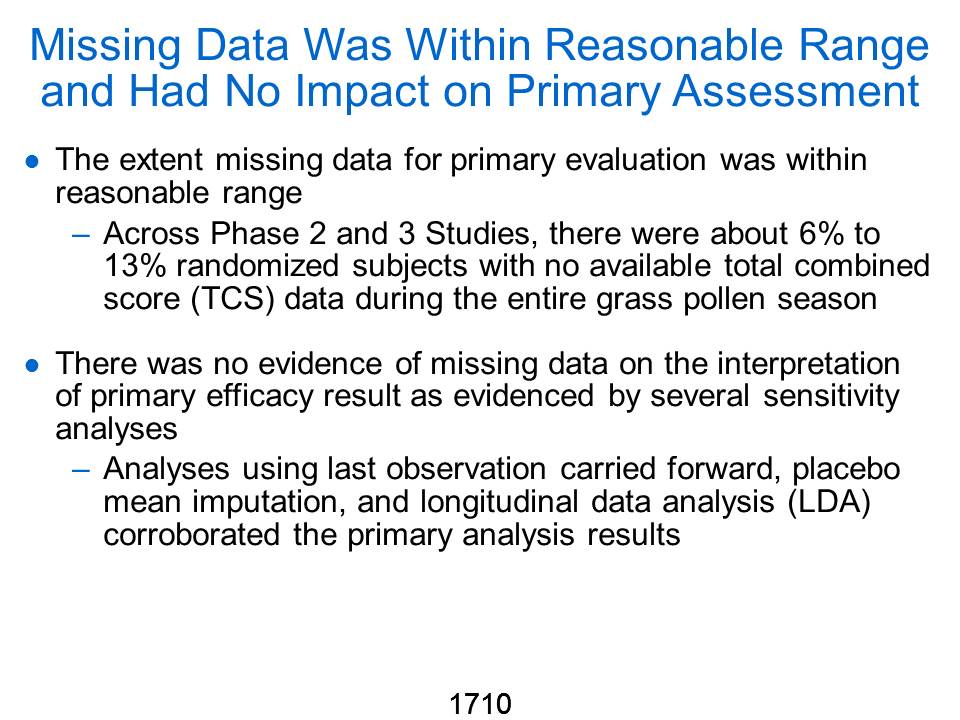 Missing Data Was Within Reasonable Range
and Had No Impact on Primary Assessment
● The extent missing data for primary evaluation was within
reasonable range
– Across Phase 2 and 3 Studies, there were about 6% to
13% randomized subjects with no available total combined
score (TCS) data during the entire grass pollen season
● There was no evidence of missing data on the interpretation
of primary efficacy result as evidenced by several sensitivity
analyses
– Analyses using last observation carried forward, placebo
mean imputation, and longitudinal data analysis (LDA)
corroborated the primary analysis results
1710